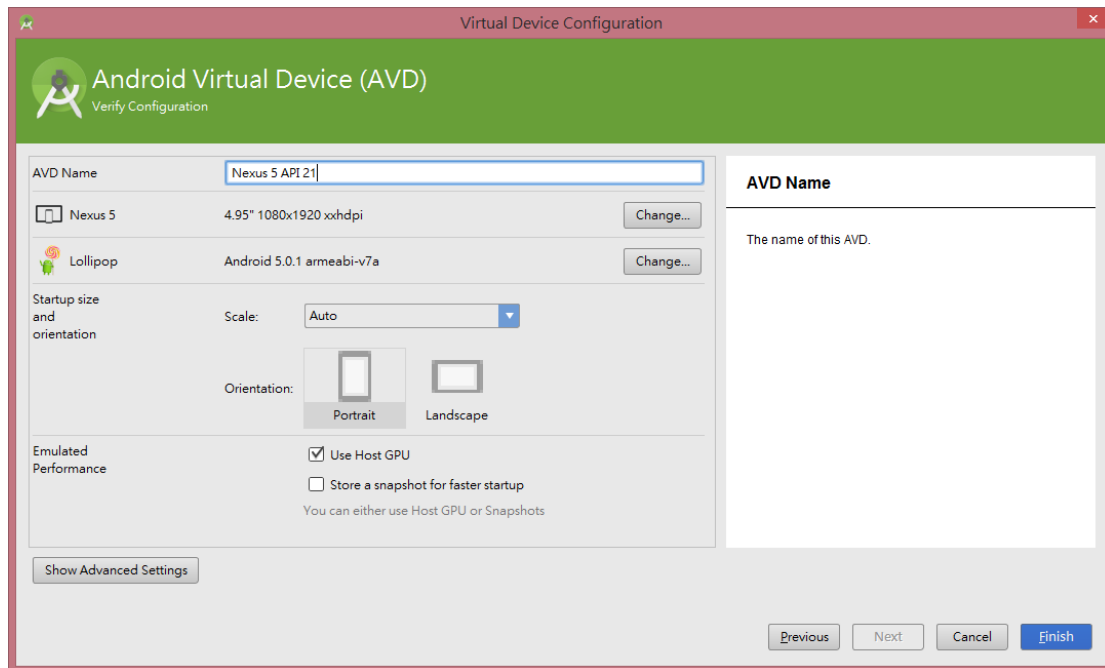 Virtual Device Configuration
Android Virtual Device (AVD)
Verify Configuration
AVD Name
Nexus 5 API 21
Nexus 5
4.95" 1080x1920 xxhdpi
Change...
Lollipop
Android 5.0.1 armeabi-v7a
Change...
Startup size
and
orientation
Scale:
Auto
Orientation:
Portrait
Landscape
Emulated
Performance
Use Host GPU
Store a snapshot for faster startup
You can either use Host GPU or Snapshots
AVD Name
The name of this AVD.
Show Advanced Settings
Previous
Next
Cancel
Finish